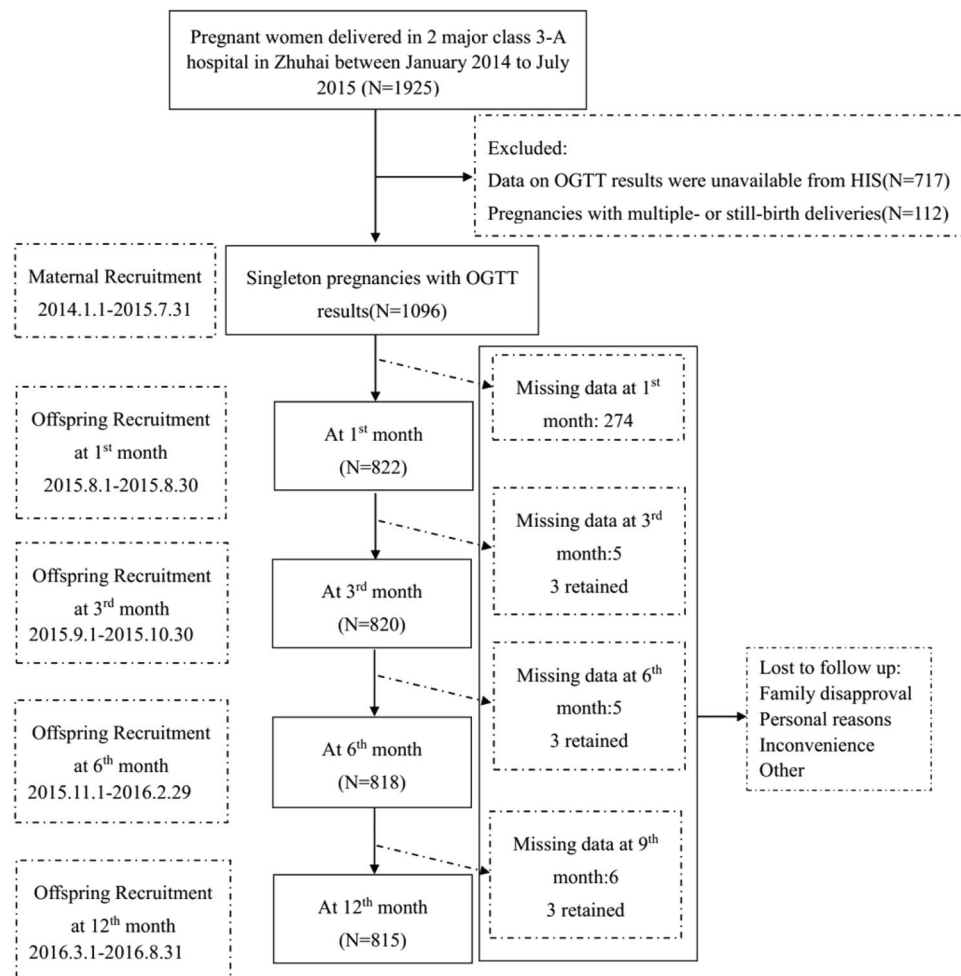 Pregnant women delivered in 2 major class 3-A
hospital in Zhuhai between January 2014 to July
2015 (N=1925)
Excluded:
Data on OGTT results were unavailable from HIS(N=717)
Pregnancies with multiple- or still-birth deliveries(N=112)
Maternal Recruitment
2014.1.1-2015.7.31
Singleton pregnancies with OGTT
results(N=1096)
Missing data at 1st
month: 274
Offspring Recruitment
at 1st month
2015.8.1-2015.8.30
At 1st month
(N=822)
Missing data at 3rd
month:5
3 retained
Offspring Recruitment
at 3rd month
2015.9.1-2015.10.30
At 3rd month
(N=820)
Missing data at 6th
month:5
3 retained
Lost to follow up:
Family disapproval
Personal reasons
Inconvenience
Other
Offspring Recruitment
at 6th month
2015.11.1-2016.2.29
At 6th month
(N=818)
Missing data at 9th
month:6
3 retained
Offspring Recruitment
at 12th month
2016.3.1-2016.8.31
At 12th month
(N=815)